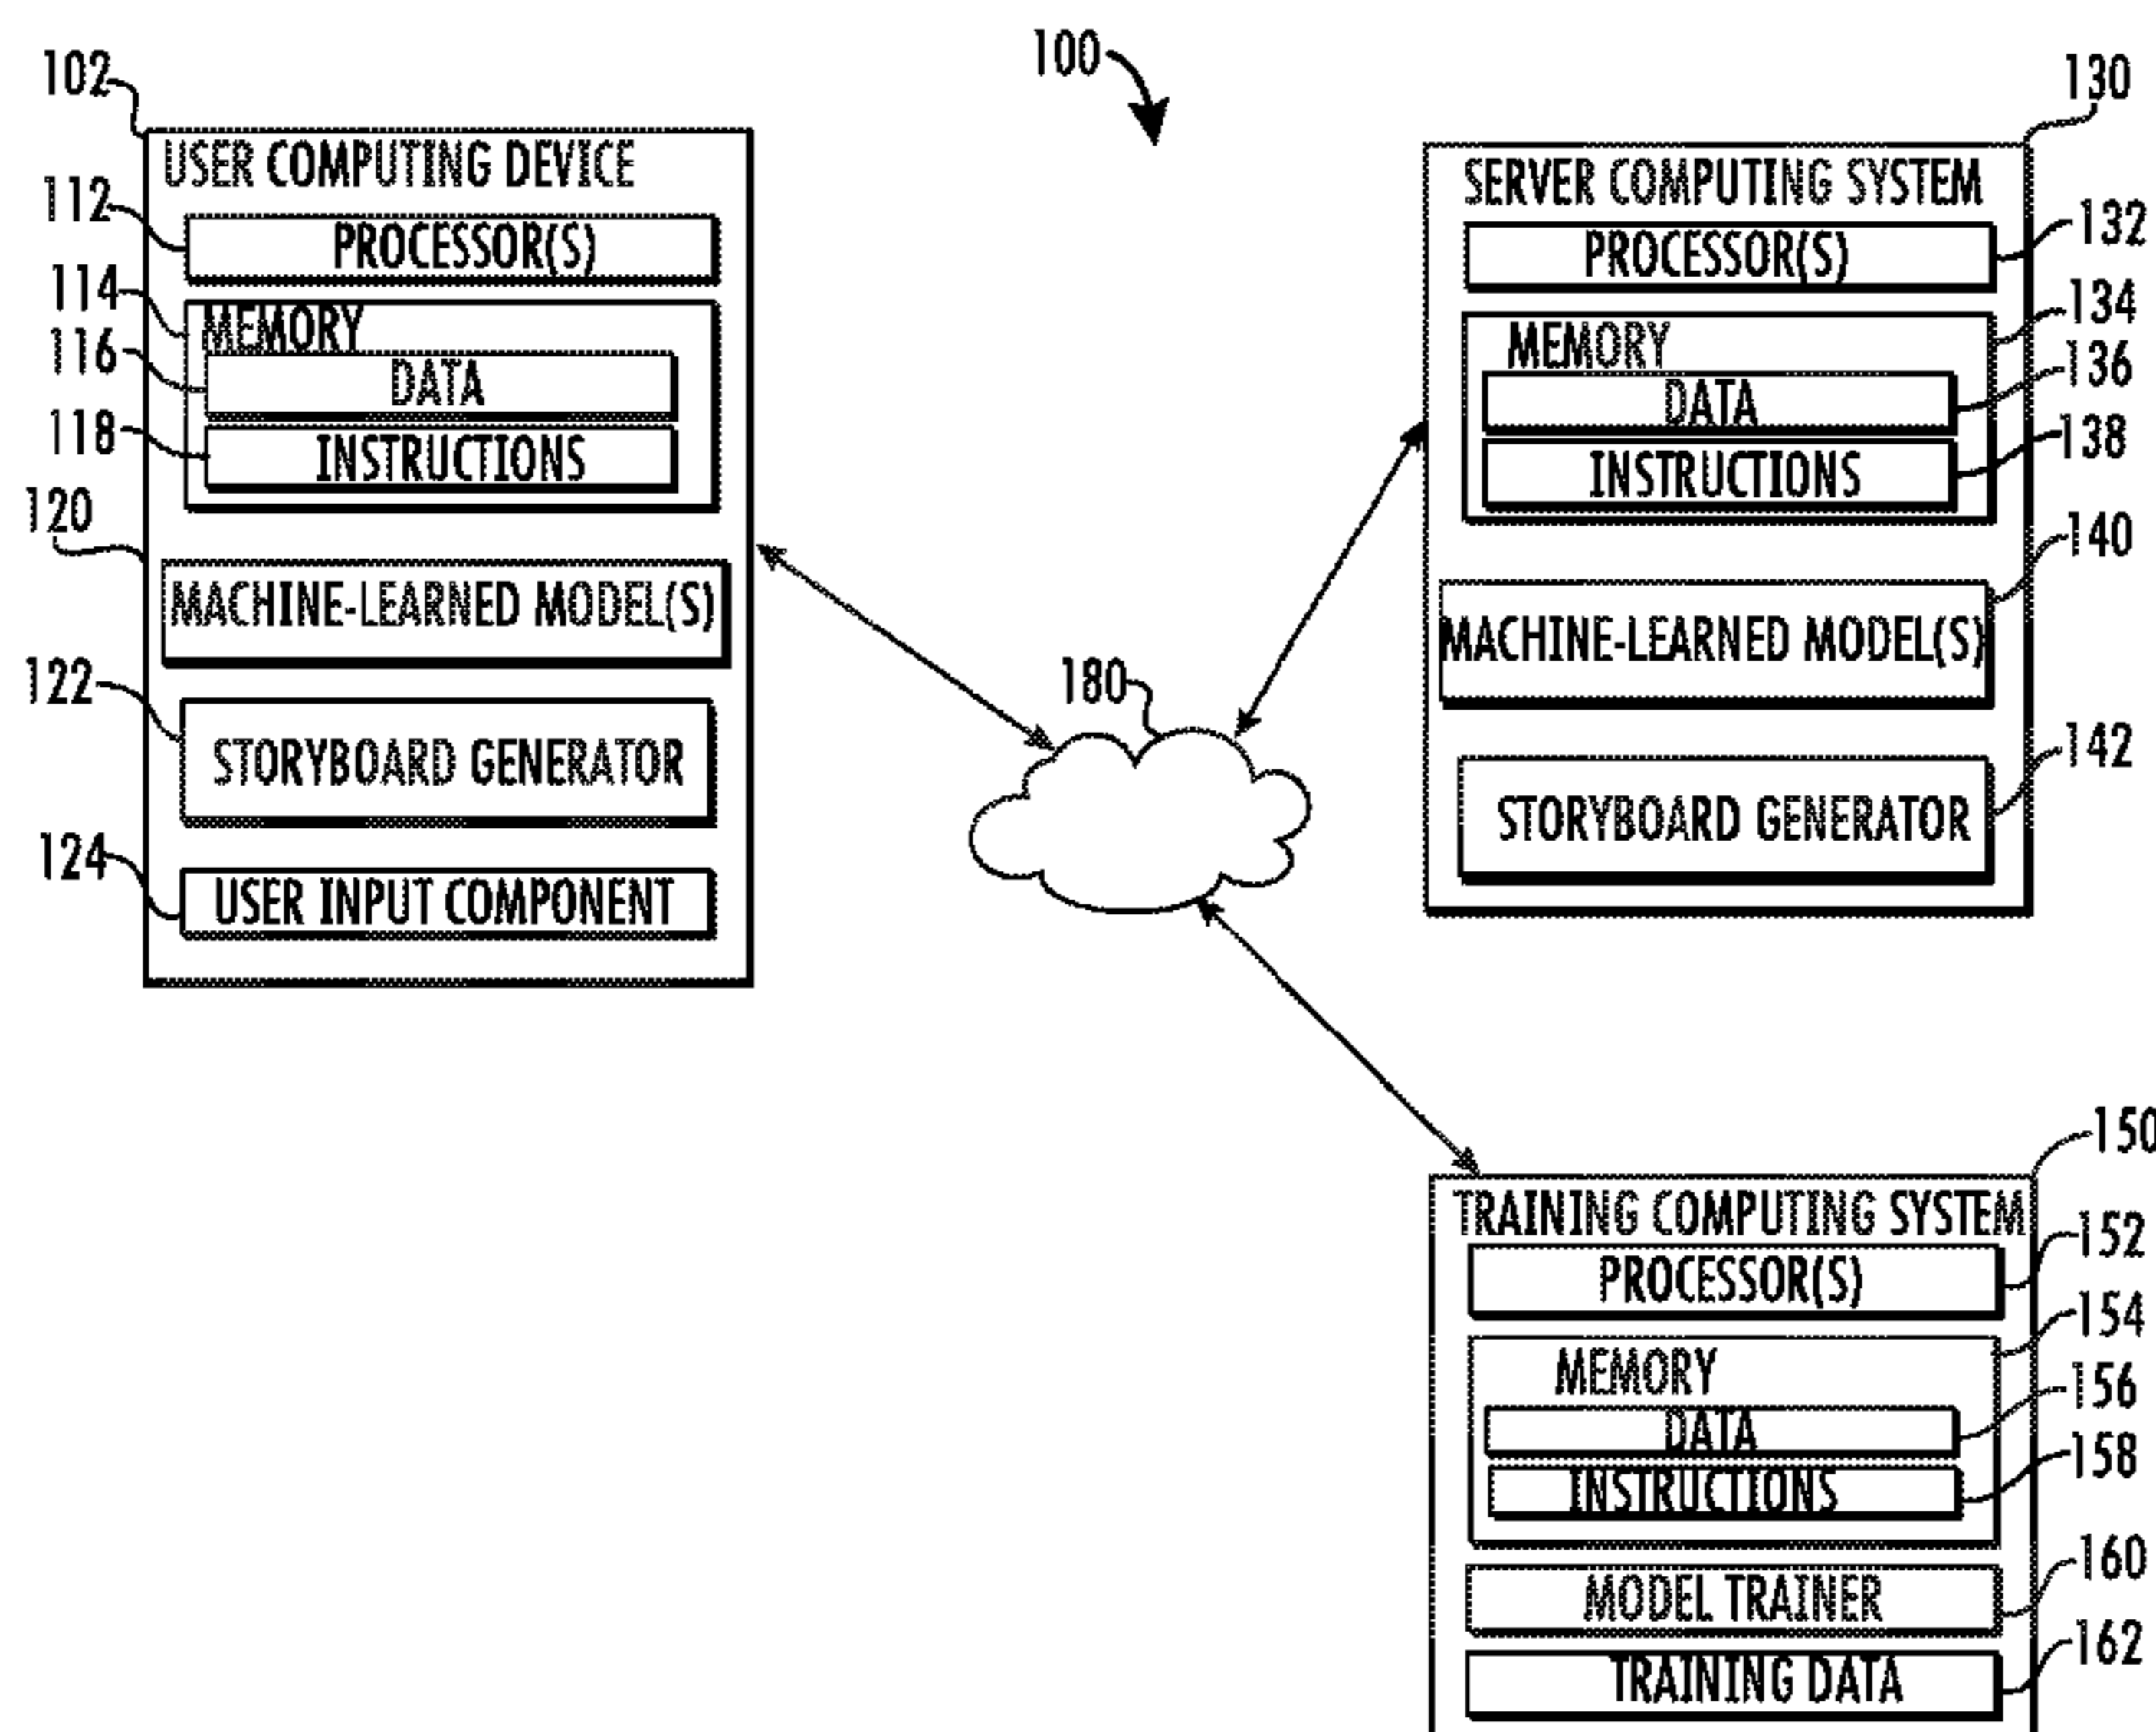 100
102
USER COMPUTING DEVICE
112
PROCESSOR(S)
114
MEMORY
116
DATA
118
INSTRUCTIONS
120
MACHINE-LEARNED MODEL(S)
122
STORYBOARD GENERATOR
124
USER INPUT COMPONENT
180
130
SERVER COMPUTING SYSTEM
PROCESSOR(S)
132
MEMORY
134
DATA
136
INSTRUCTIONS
138
MACHINE-LEARNED MODEL(S)
140
STORYBOARD GENERATOR
142
150
TRAINING COMPUTING SYSTEM
PROCESSOR(S)
152
MEMORY
154
DATA
156
INSTRUCTIONS
158
MODEL TRAINER
160
TRAINING DATA
162